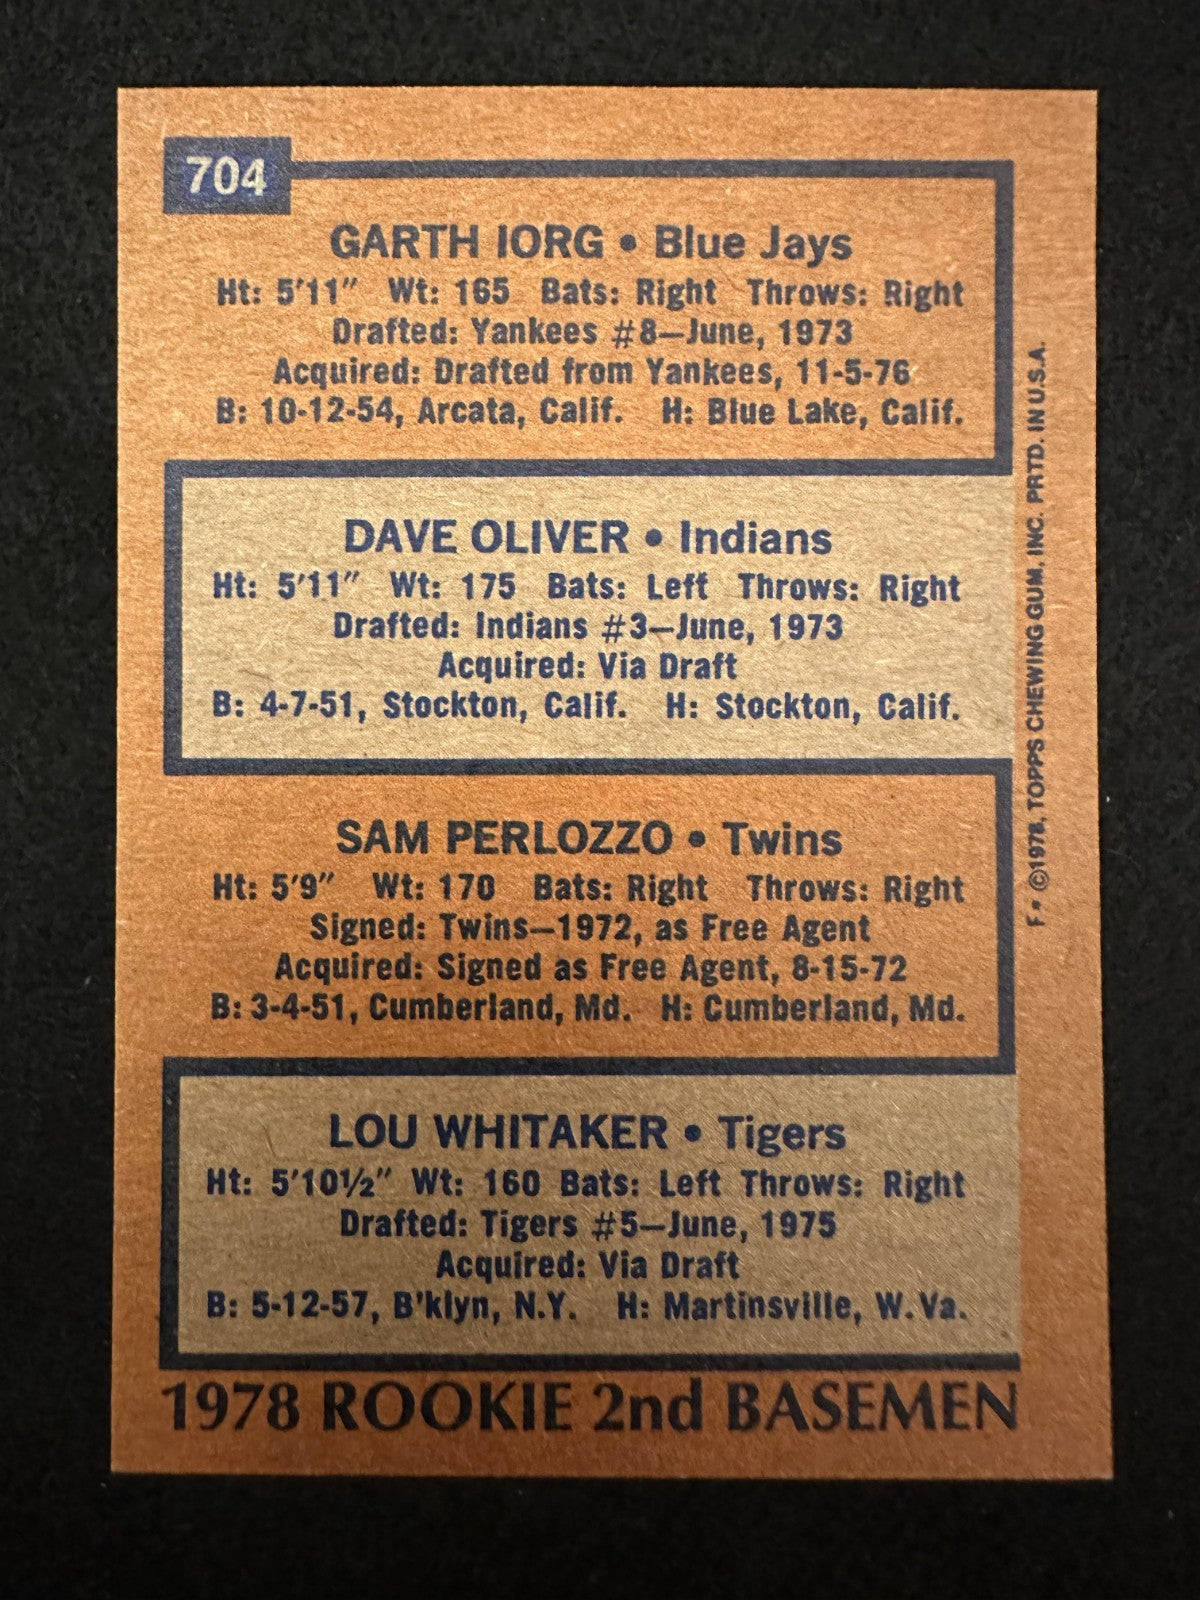 704
GARTH IORG • Blue Jays
Ht: 5'11" Wt: 165 Bats: Right Throws: Right
Drafted: Yankees #8—June, 1973
Acquired: Drafted from Yankees, 11-5-76
B: 10-12-54, Arcata, Calif. H: Blue Lake, Calif.
DAVE OLIVER • Indians
Ht: 5'11" Wt: 175 Bats: Left Throws: Right
Drafted: Indians #3—June, 1973
Acquired: Via Draft
B: 4-7-51, Stockton, Calif. H: Stockton, Calif.
SAM PERLOZZO • Twins
Ht: 5'9" Wt: 170 Bats: Right Throws: Right
Signed: Twins—1972, as Free Agent
Acquired: Signed as Free Agent, 8-15-72
B: 3-4-51, Cumberland, Md. H: Cumberland, Md.
LOU WHITAKER • Tigers
Ht: 5'10½" Wt: 160 Bats: Left Throws: Right
Drafted: Tigers #5—June, 1975
Acquired: Via Draft
B: 5-12-57, B'klyn, N.Y. H: Martinsville, W. Va.
1978 ROOKIE 2nd BASEMEN
F * ©1978, TOPPS CHEWING GUM, INC. PRTD. IN U.S.A.